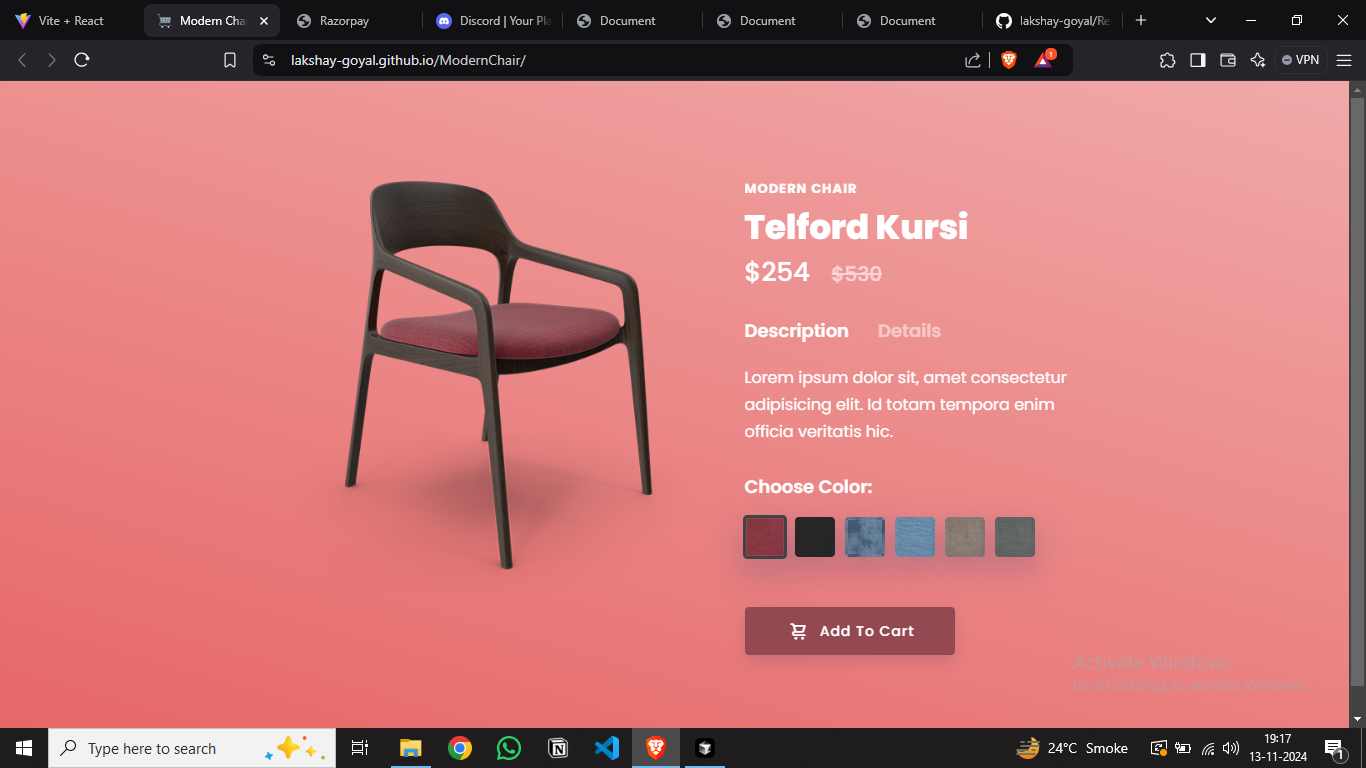 Vite + React
Modern Chai
Razorpay
Discord | Your Pla
Document
Document
Document
lakshay-goyal/Re
lakshay-goyal.github.io/ModernChair/
1
VPN
MODERN CHAIR
Telford Kursi
$254 $530
Description Details
Lorem ipsum dolor sit, amet consectetur
adipisicing elit. Id totam tempora enim
officia veritatis hic.
Choose Color:
Add To Cart
Activate Windows
Go to Settings to activate Windows.
Type here to search
24°C Smoke
19:17
13-11-2024
1